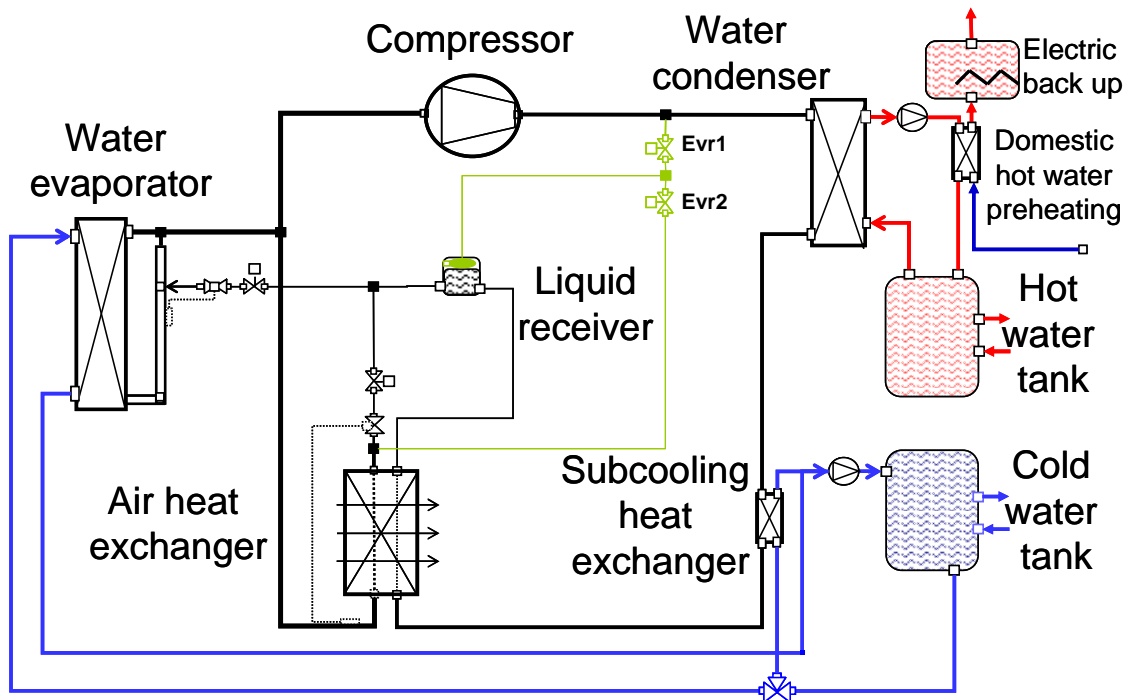 Compressor
Water
condenser
Electric
back up
Water
evaporator
Evr1
Evr2
Domestic
hot water
preheating
Liquid
receiver
Hot
water
tank
Air heat
exchanger
Subcooling
heat
exchanger
Cold
water
tank